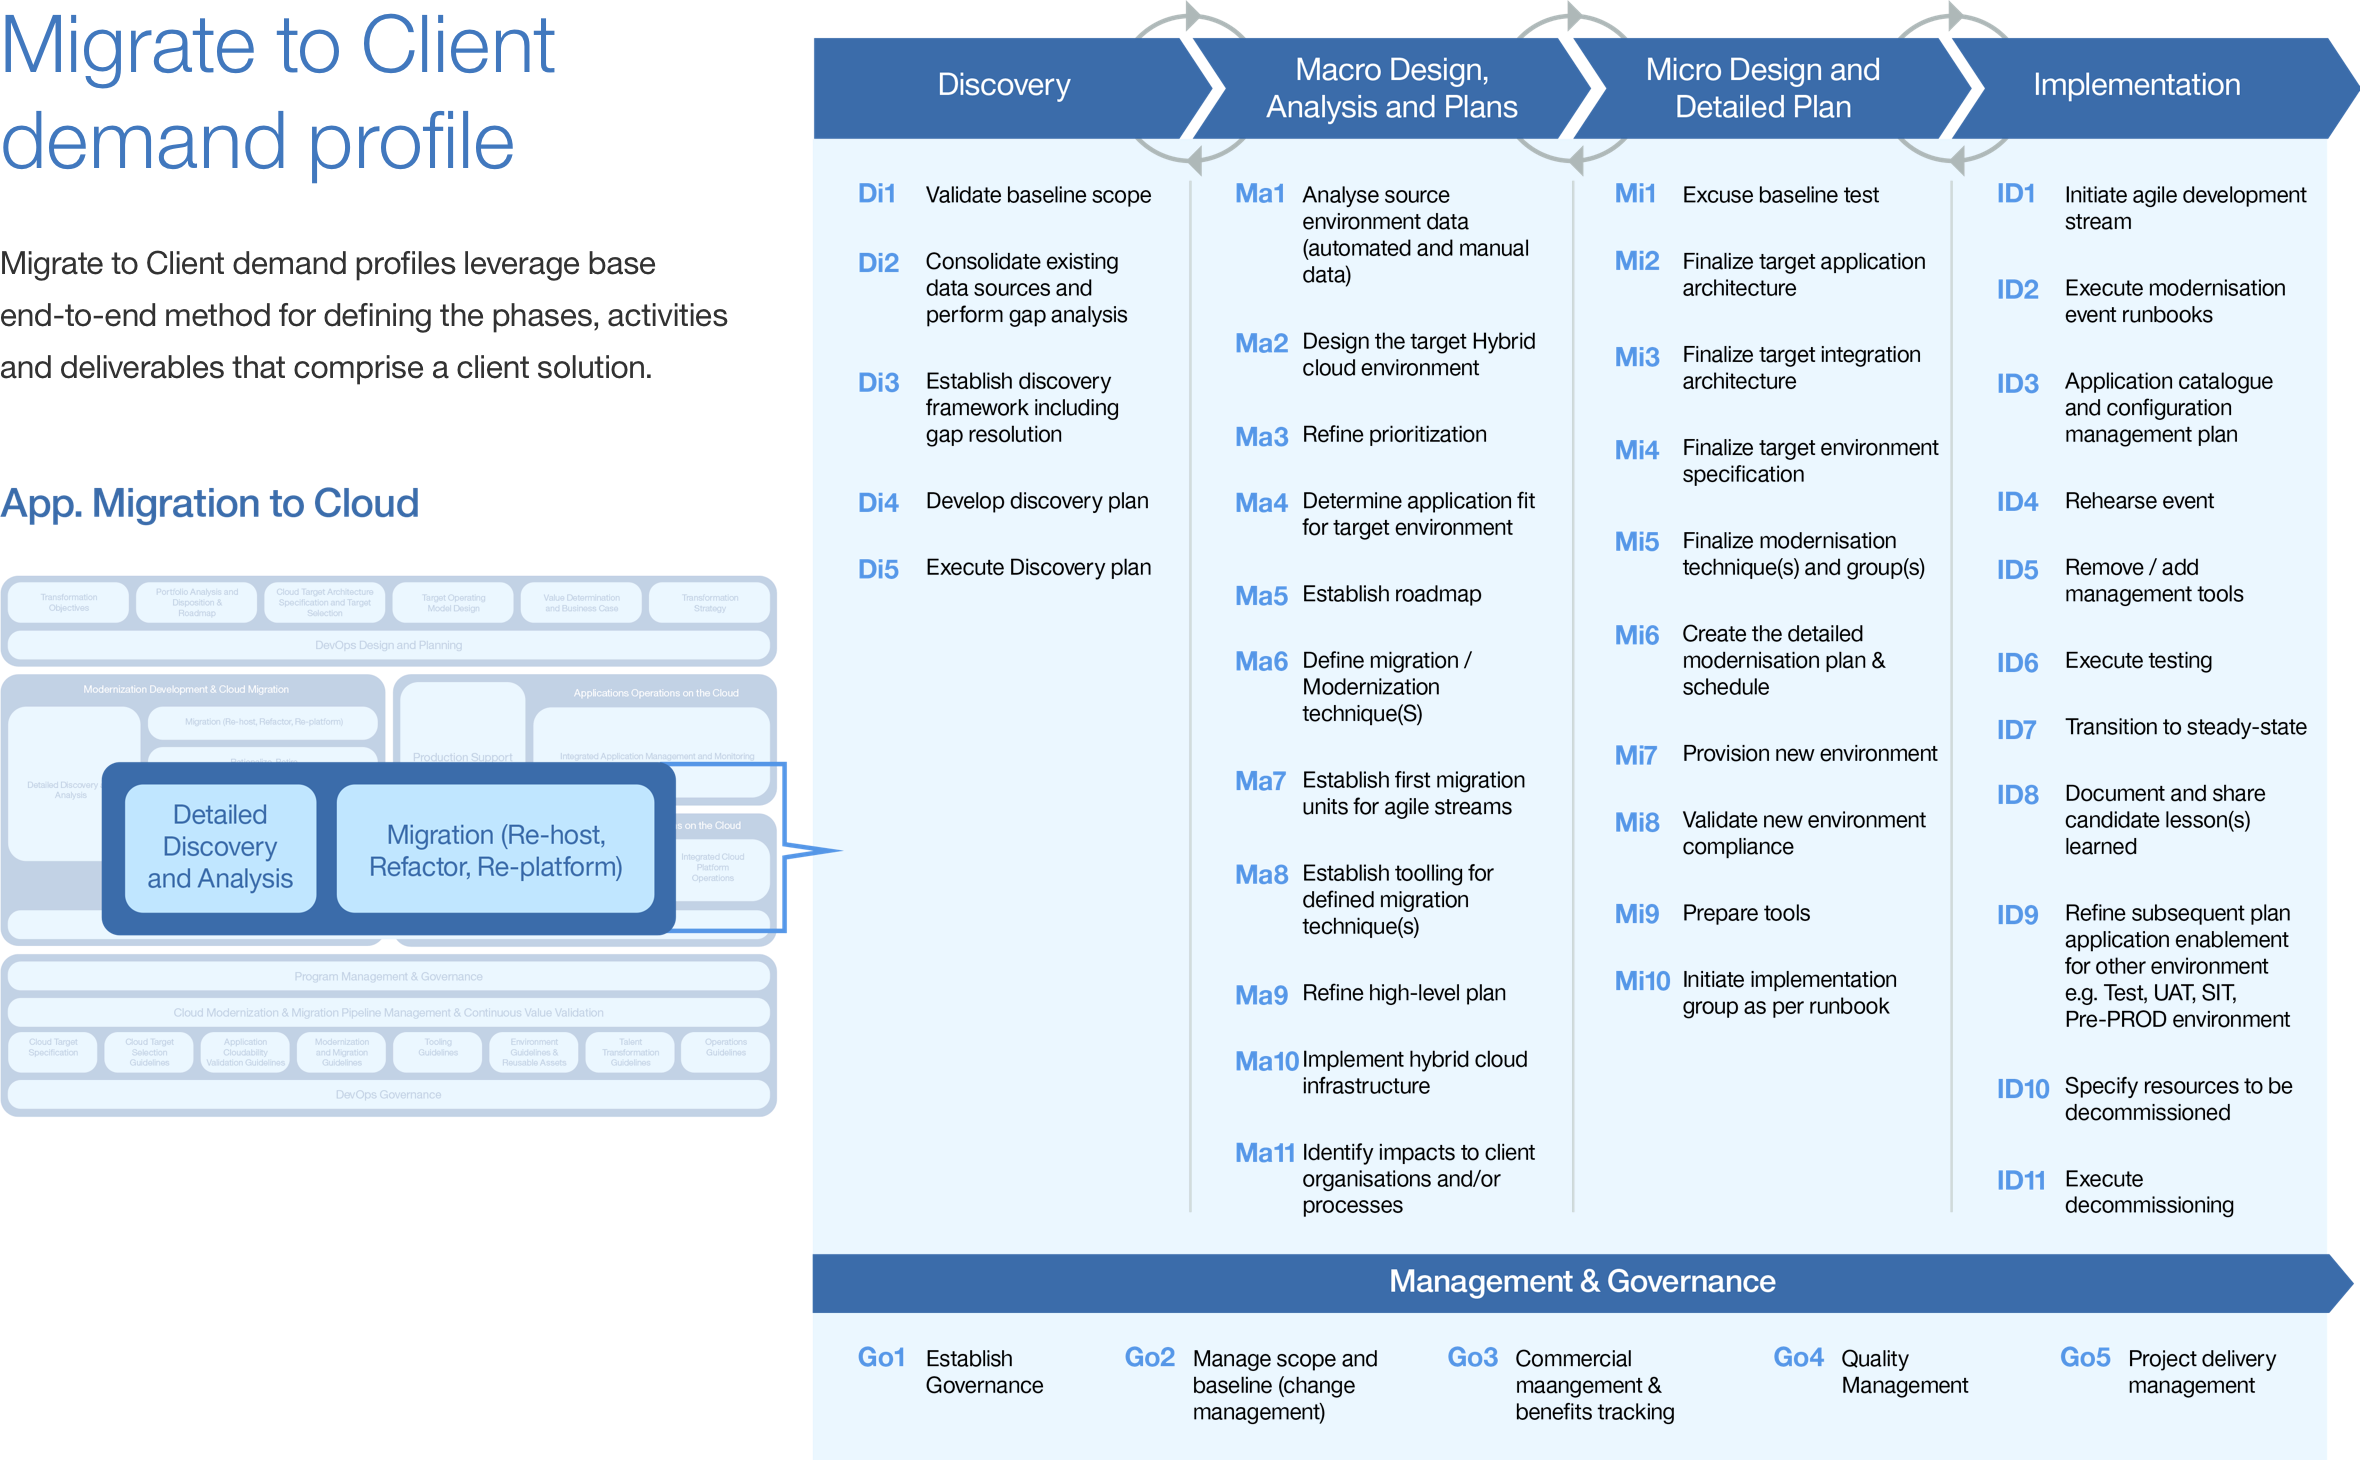 Migrate to Client
demand profile
Migrate to Client demand profiles leverage base
end-to-end method for defining the phases, activities
and deliverables that comprise a client solution.
App. Migration to Cloud
Transformation
Objectives
Portfolio Analysis and
Disposition &
Roadmap
Cloud Target Architecture
Specification and Target
Selection
Target Operating
Model Design
Value Determination
and Business Case
Transformation
Strategy
DevOps Design and Planning
Modernization Development & Cloud Migration
Detailed Discovery
Analysis
Migration (Re-host, Refactor, Re-platform)
Production Support
Applications Operations on the Cloud
Integrated Application Management and Monitoring
Detailed
Discovery
and Analysis
Migration (Re-host,
Refactor, Re-platform)
on the Cloud
Integrated Cloud
Platform
Operations
Program Management & Governance
Cloud Modernization & Migration Pipeline Management & Continuous Value Validation
Cloud Target
Specification
Cloud Target
Selection
Guidelines
Application
Cloudability
Validation Guidelines
Modernization
and Migration
Guidelines
Tooling
Guidelines
Environment
Guidelines &
Reusable Assets
Talent
Transformation
Guidelines
Operations
Guidelines
DevOps Governance
Discovery
Di1 Validate baseline scope
Di2 Consolidate existing
data sources and
perform gap analysis
Di3 Establish discovery
framework including
gap resolution
Di4 Develop discovery plan
Di5 Execute Discovery plan
Macro Design,
Analysis and Plans
Ma1 Analyse source
environment data
(automated and manual
data)
Ma2 Design the target Hybrid
cloud environment
Ma3 Refine prioritization
Ma4 Determine application fit
for target environment
Ma5 Establish roadmap
Ma6 Define migration /
Modernization
technique(S)
Ma7 Establish first migration
units for agile streams
Ma8 Establish toolling for
defined migration
technique(s)
Ma9 Refine high-level plan
Ma10 Implement hybrid cloud
infrastructure
Ma11 Identify impacts to client
organisations and/or
processes
Micro Design and
Detailed Plan
Mi1 Excuse baseline test
Mi2 Finalize target application
architecture
Mi3 Finalize target integration
architecture
Mi4 Finalize target environment
specification
Mi5 Finalize modernisation
technique(s) and group(s)
Mi6 Create the detailed
modernisation plan &
schedule
Mi7 Provision new environment
Mi8 Validate new environment
compliance
Mi9 Prepare tools
Mi10 Initiate implementation
group as per runbook
Implementation
ID1 Initiate agile development
stream
ID2 Execute modernisation
event runbooks
ID3 Application catalogue
and configuration
management plan
ID4 Rehearse event
ID5 Remove / add
management tools
ID6 Execute testing
ID7 Transition to steady-state
ID8 Document and share
candidate lesson(s)
learned
ID9 Refine subsequent plan
application enablement
for other environment
e.g. Test, UAT, SIT,
Pre-PROD environment
ID10 Specify resources to be
decommissioned
ID11 Execute
decommissioning
Management & Governance
Go1 Establish
Governance
Go2 Manage scope and
baseline (change
management)
Go3 Commercial
maangement &
benefits tracking
Go4 Quality
Management
Go5 Project delivery
management